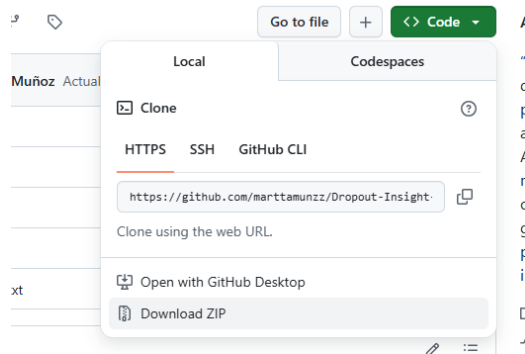 Go to file
Code
Local
Codespaces
Muñoz Actual
Clone
HTTPS
SSH
GitHub CLI
https://github.com/marttamunzz/Dropout-Insight-
Clone using the web URL.
Open with GitHub Desktop
xt
Download ZIP